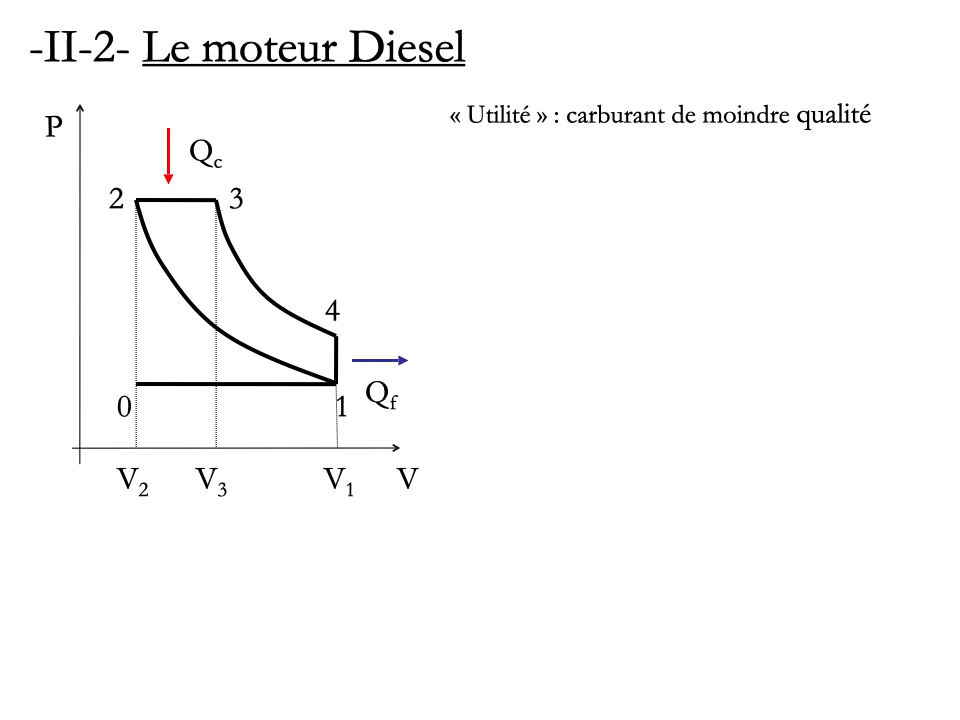 -II-2- Le moteur Diesel
« Utilité » : carburant de moindre qualité
P
Qc
2 3
4
Qf
0 1
V2 V3 V1 V